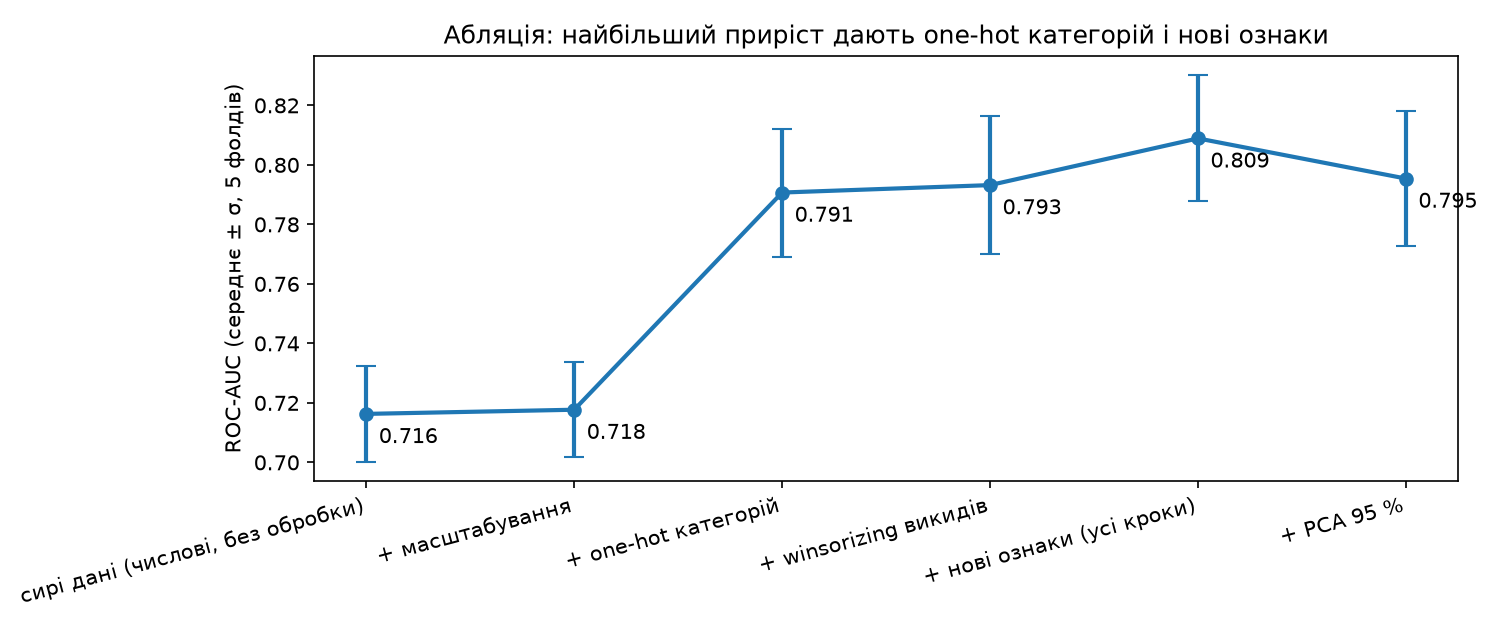 Абляція: найбільший приріст дають one-hot категорій і нові ознаки
ROC-AUC (середнє ± σ, 5 фолдів)
0.82
0.80
0.78
0.76
0.74
0.72
0.70
0.716
0.718
0.791
0.793
0.809
0.795
сирі дані (числові, без обробки)
+ масштабування
+ one-hot категорій
+ winsorizing викидів
+ нові ознаки (усі кроки)
+ PCA 95 %